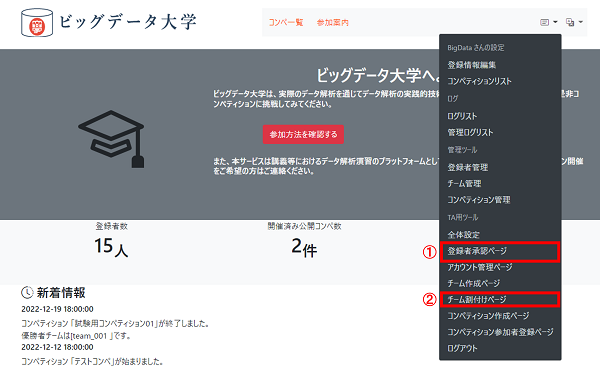 ビッグデータ大学
コンペ一覧 参加案内
ビッグデータ大学へ
ビッグデータ大学は、実際のデータ解析を通じてデータ解析の実践的技
是非コ
ンペティションに挑戦してみてください。
参加方法を確認する
また、本サービスは講義等におけるデータ解析演習のプラットフォームとし
ン開催
をご希望の方はご連絡ください。
登録者数
15人
開催済み公開コンペ数
2件
新着情報
2022-12-19 18:00:00
コンペティション「試験用コンペティション01」が終了しました。
優勝者チームは[team_001 」です。
2022-12-12 18:00:00
コンペティション「テストコンペ」が始まりました。
BigData さんの設定
登録情報編集
コンペティションリスト
ログ
ログリスト
管理ログリスト
管理ツール
登録者管理
チーム管理
コンペティション管理
TA用ツール
全体設定
① 登録者承認ページ
アカウント管理ページ
チーム作成ページ
② チーム割付けページ
コンペティション作成ページ
コンペティション参加者登録ページ
ログアウト